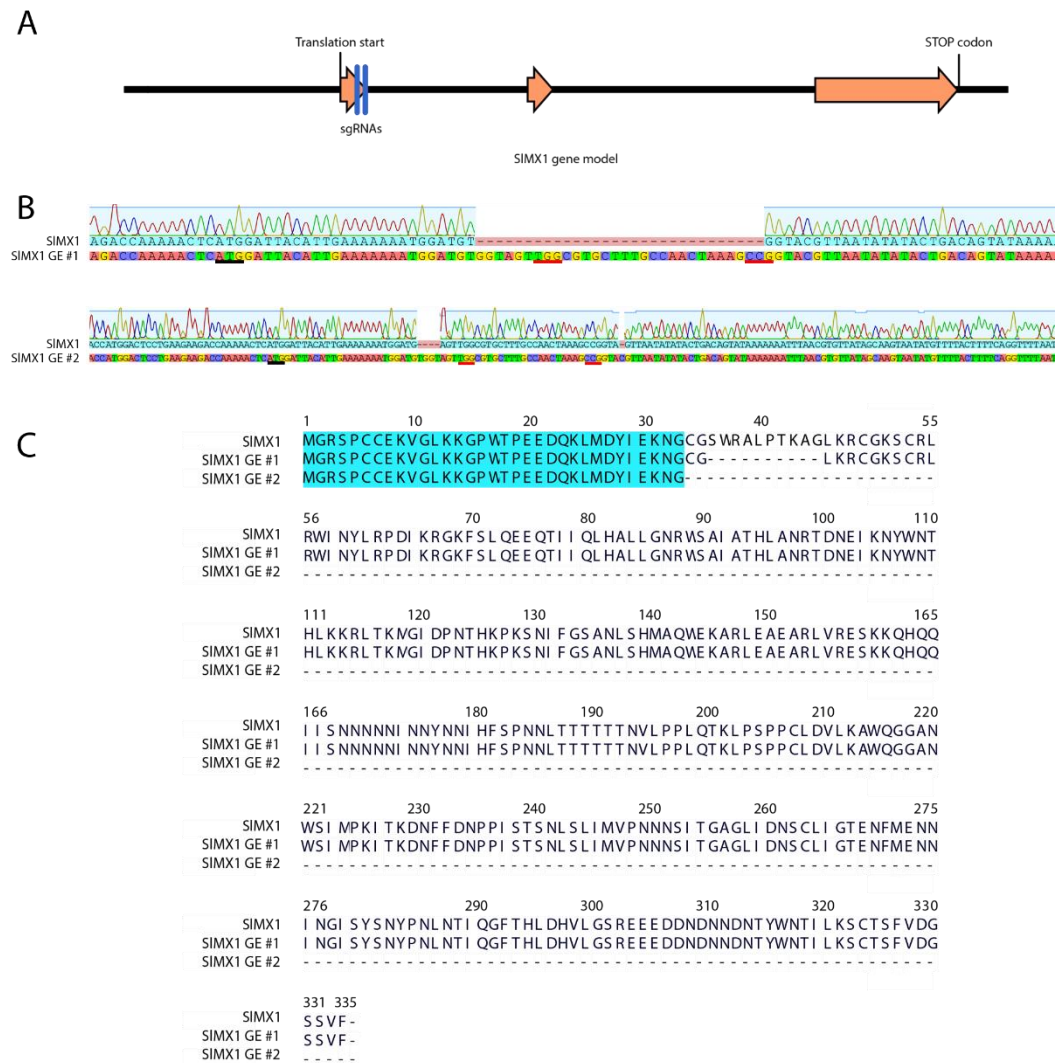 A
Translation start
STOP codon
sgRNAs
SlMX1 gene model
B
SlMX1 AGACCAAAAACTCATGGATTACATTGAAAAAAATGGATGT------------------------------GGTACGTTAATATATACTGACAGTATAAAA
SlMX1 GE #1 AGACCAAAAACTCATGGATTACATTGAAAAAAATGGATGTGGTAGTTGGCGTGCTTTGCCAACTAAAGCCGGTACGTTAATATATACTGACAGTATAAAA
SlMX1 ACCATGGACTCCTGAAGAAGACCAAAAACTCATGGATTACATTGAAAAAAATGGATG----AGTTGGCGTGCTTTGCCAACTAAAGCCGGTA-GTTAATATATACTGACAGTATAAAAAAATTTAACGTGTTATAGCAAGTAATATGTTTTACTTTTCAGGTTTTAAT
SlMX1 GE #2 ACCATGGACTCCTGAAGAAGACCAAAAACTCATGGATTACATTGAAAAAAATGGATGTGGTAGTTGGCGTGCTTTGCCAACTAAAGCCGGTACGTTAATATATACTGACAGTATAAAAAAATTTAACGTGTTATAGCAAGTAATATGTTTTACTTTTCAGGTTTTAAT
C
1 10 20 30 40 55
SlMX1 MGRSPCCEKVGLKKGPWTPEEDQKLMDYIEKNGCGSWRALPTKAGLKRCGKSCRL
SlMX1 GE #1 MGRSPCCEKVGLKKGPWTPEEDQKLMDYIEKNGCG----------LKRCGKSCRL
SlMX1 GE #2 MGRSPCCEKVGLKKGPWTPEEDQKLMDYIEKNG----------------------
56 70 80 90 100 110
SlMX1 RWINYLRPDIKRGKFSLQEEQTIIQLHALLGNRWSAIATHLANRTDNEIKNYWNT
SlMX1 GE #1 RWINYLRPDIKRGKFSLQEEQTIIQLHALLGNRWSAIATHLANRTDNEIKNYWNT
SlMX1 GE #2 -------------------------------------------------------
111 120 130 140 150 165
SlMX1 HLKKRLTKMGIDPNTHKPKSNIFGSANLSHMAQWEKARLEAEARLVRESKKQHQQ
SlMX1 GE #1 HLKKRLTKMGIDPNTHKPKSNIFGSANLSHMAQWEKARLEAEARLVRESKKQHQQ
SlMX1 GE #2 -------------------------------------------------------
166 180 190 200 210 220
SlMX1 IISNNNNNINNYNNIHFSPNNLTTTTTTNVLPPLQTKLPSPPCLDVLKAWQGGAN
SlMX1 GE #1 IISNNNNNINNYNNIHFSPNNLTTTTTTNVLPPLQTKLPSPPCLDVLKAWQGGAN
SlMX1 GE #2 -------------------------------------------------------
221 230 240 250 260 275
SlMX1 WSIMPKITKDNFFDNPPISTSNLSLIMVPNNNSITGAGLIDNSCLIGTENFMENN
SlMX1 GE #1 WSIMPKITKDNFFDNPPISTSNLSLIMVPNNNSITGAGLIDNSCLIGTENFMENN
SlMX1 GE #2 -------------------------------------------------------
276 290 300 310 320 330
SlMX1 INGISYSNYPNLNTIQGFTHLDHVLGSREEEDDNDNNDNTYWNTILKSCTSFVDG
SlMX1 GE #1 INGISYSNYPNLNTIQGFTHLDHVLGSREEEDDNDNNDNTYWNTILKSCTSFVDG
SlMX1 GE #2 -------------------------------------------------------
331 335
SlMX1 SSVF-
SlMX1 GE #1 SSVF-
SlMX1 GE #2 -----